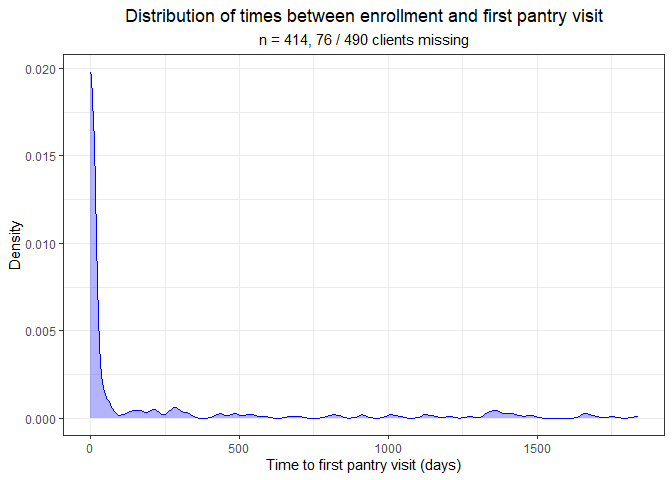 Distribution of times between enrollment and first pantry visit
n = 414, 76 / 490 clients missing
0.020
0.015
0.010
0.005
0.000
Density
0
500
1000
1500
Time to first pantry visit (days)